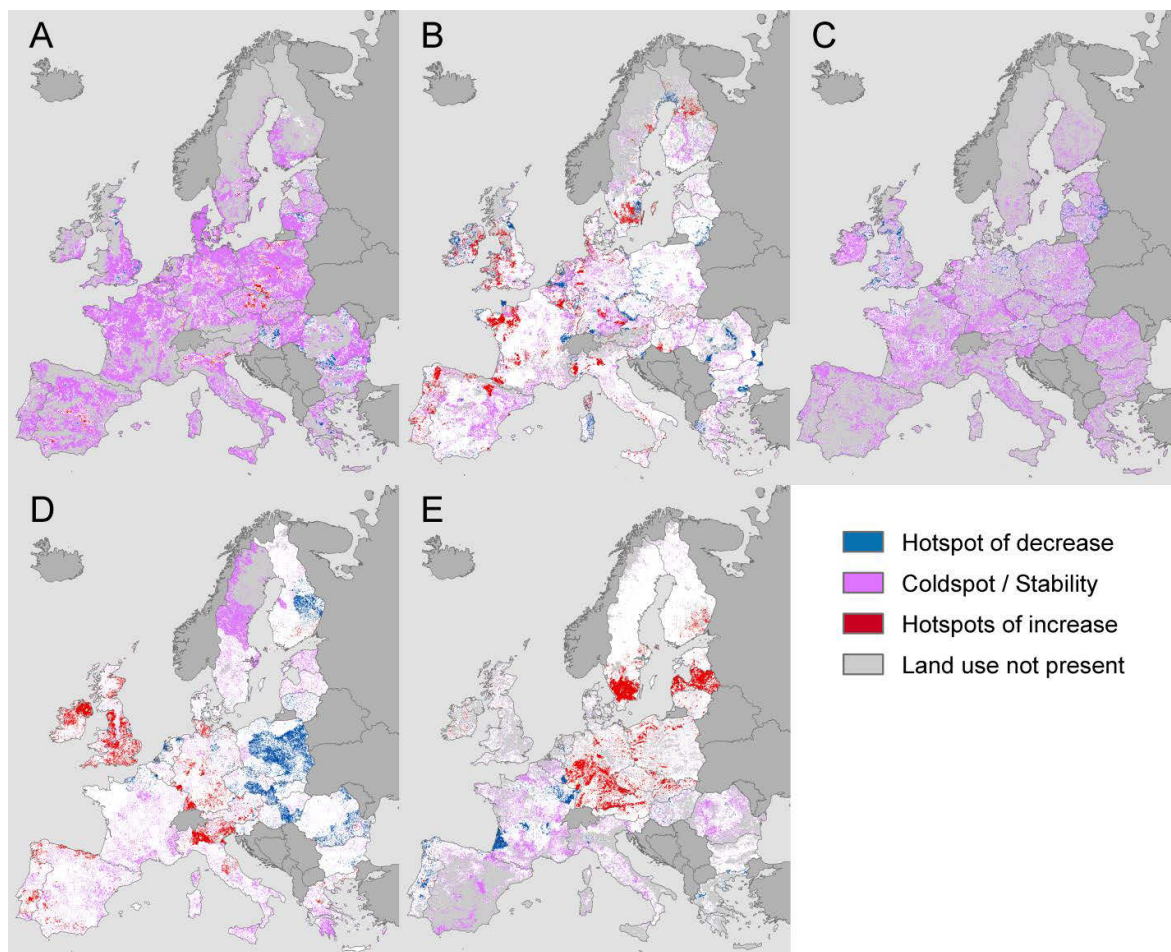 A
B
C
D
E
Hotspot of decrease
Coldspot / Stability
Hotspots of increase
Land use not present